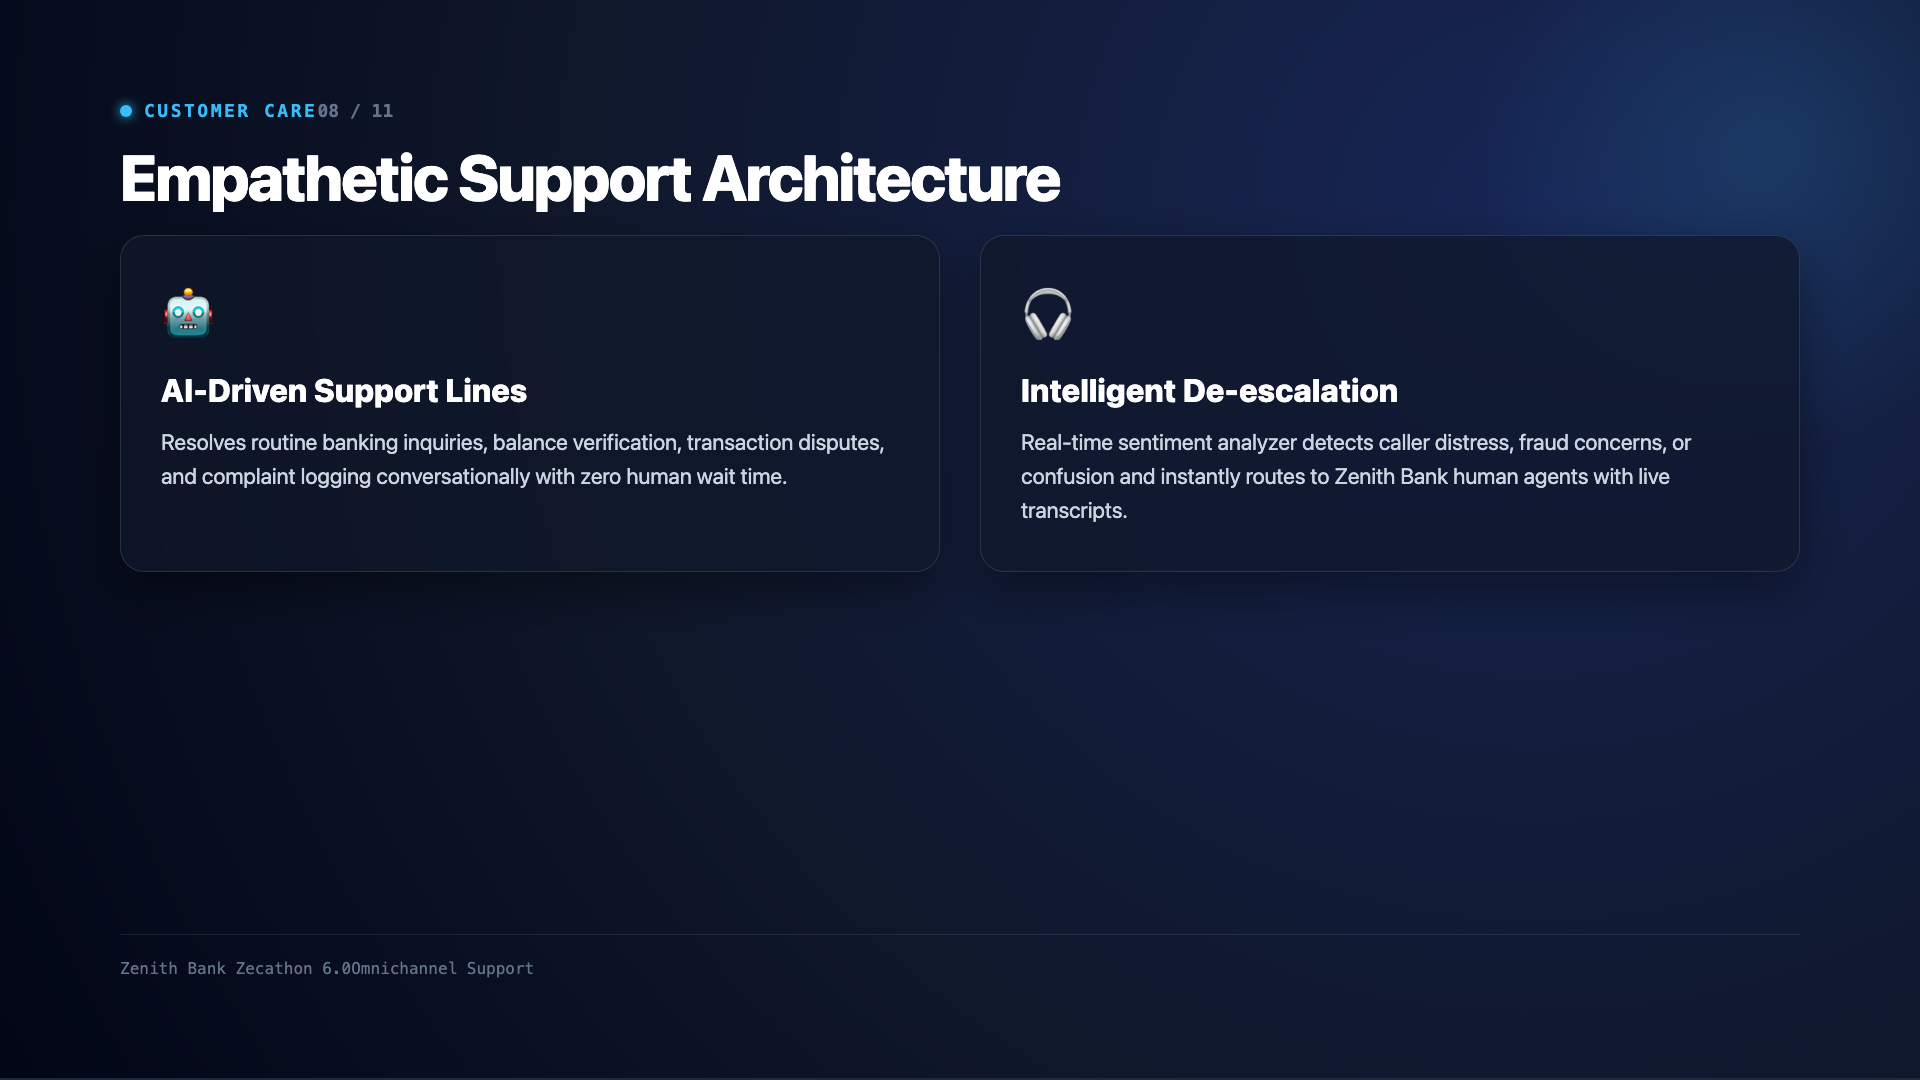 CUSTOMER CARE08 / 11
Empathetic Support Architecture
AI-Driven Support Lines
Resolves routine banking inquiries, balance verification, transaction disputes,
and complaint logging conversationally with zero human wait time.
Intelligent De-escalation
Real-time sentiment analyzer detects caller distress, fraud concerns, or
confusion and instantly routes to Zenith Bank human agents with live
transcripts.
Zenith Bank Zecathon 6.0Omnichannel Support